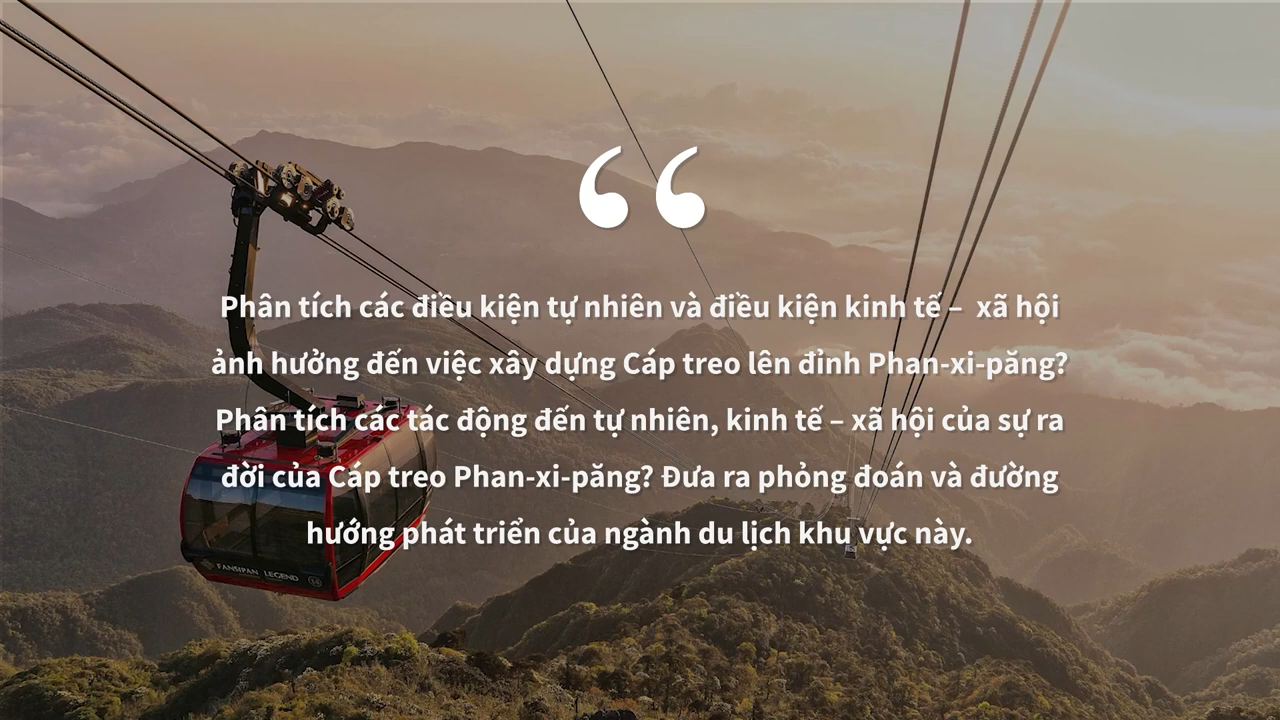 “
Phân tích các điều kiện tự nhiên và điều kiện kinh tế –  xã hội
ảnh hưởng đến việc xây dựng Cáp treo lên đỉnh Phan-xi-păng?
Phân tích các tác động đến tự nhiên, kinh tế – xã hội của sự ra
đời của Cáp treo Phan-xi-păng? Đưa ra phỏng đoán và đường
hướng phát triển của ngành du lịch khu vực này.
FANSIPAN LEGEND